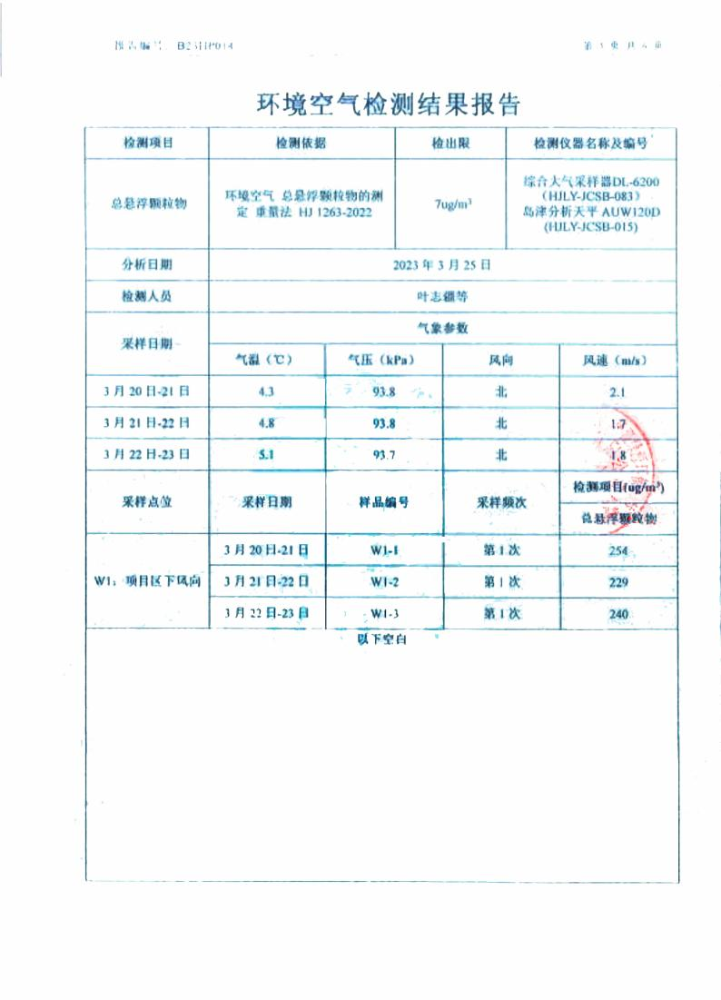 报告编号 B23HP014
环境空气检测结果报告
检测项目 检测依据 检出限 检测仪器名称及编号
总悬浮颗粒物 环境空气 总悬浮颗粒物的测定 重量法 HJ 1263-2022 7ug/m³ 综合大气采样器DL-6200
(HJLY-JCSB-083)
岛津分析天平 AUW120D
(HJLY-JCSB-015)
分析日期 2023 年 3 月 25 日
检测人员 叶志疆等
采样日期 气象参数
气温（℃） 气压（kPa） 风向 风速（m/s）
3 月 20 日-21 日 4.3 93.8 北 2.1
3 月 21 日-22 日 4.8 93.8 北 1.7
3 月 22 日-23 日 5.1 93.7 北 1.8
采样点位 采样日期 样品编号 采样频次 检测项目(ug/m³)
总悬浮颗粒物
W1：项目区下风向 3 月 20 日-21 日 W1-1 第 1 次 254
3 月 21 日-22 日 W1-2 第 1 次 229
3 月 22 日-23 日 W1-3 第 1 次 240
以下空白